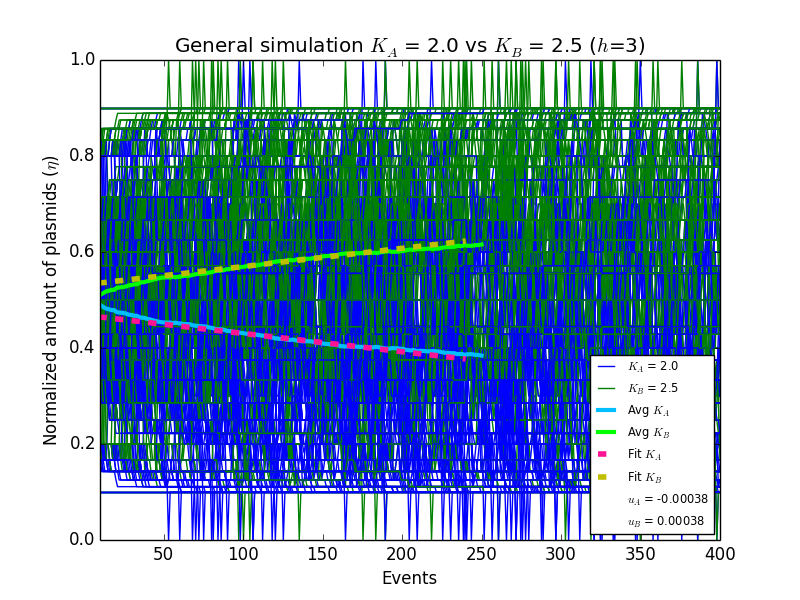 General simulation K_A = 2.0 vs K_B = 2.5 (h=3)
Normalized amount of plasmids (η)
1.0
0.8
0.6
0.4
0.2
0.0
K_A = 2.0
K_B = 2.5
Avg K_A
Avg K_B
Fit K_A
Fit K_B
u_A = -0.00038
u_B = 0.00038
50 100 150 200 250 300 350 400
Events